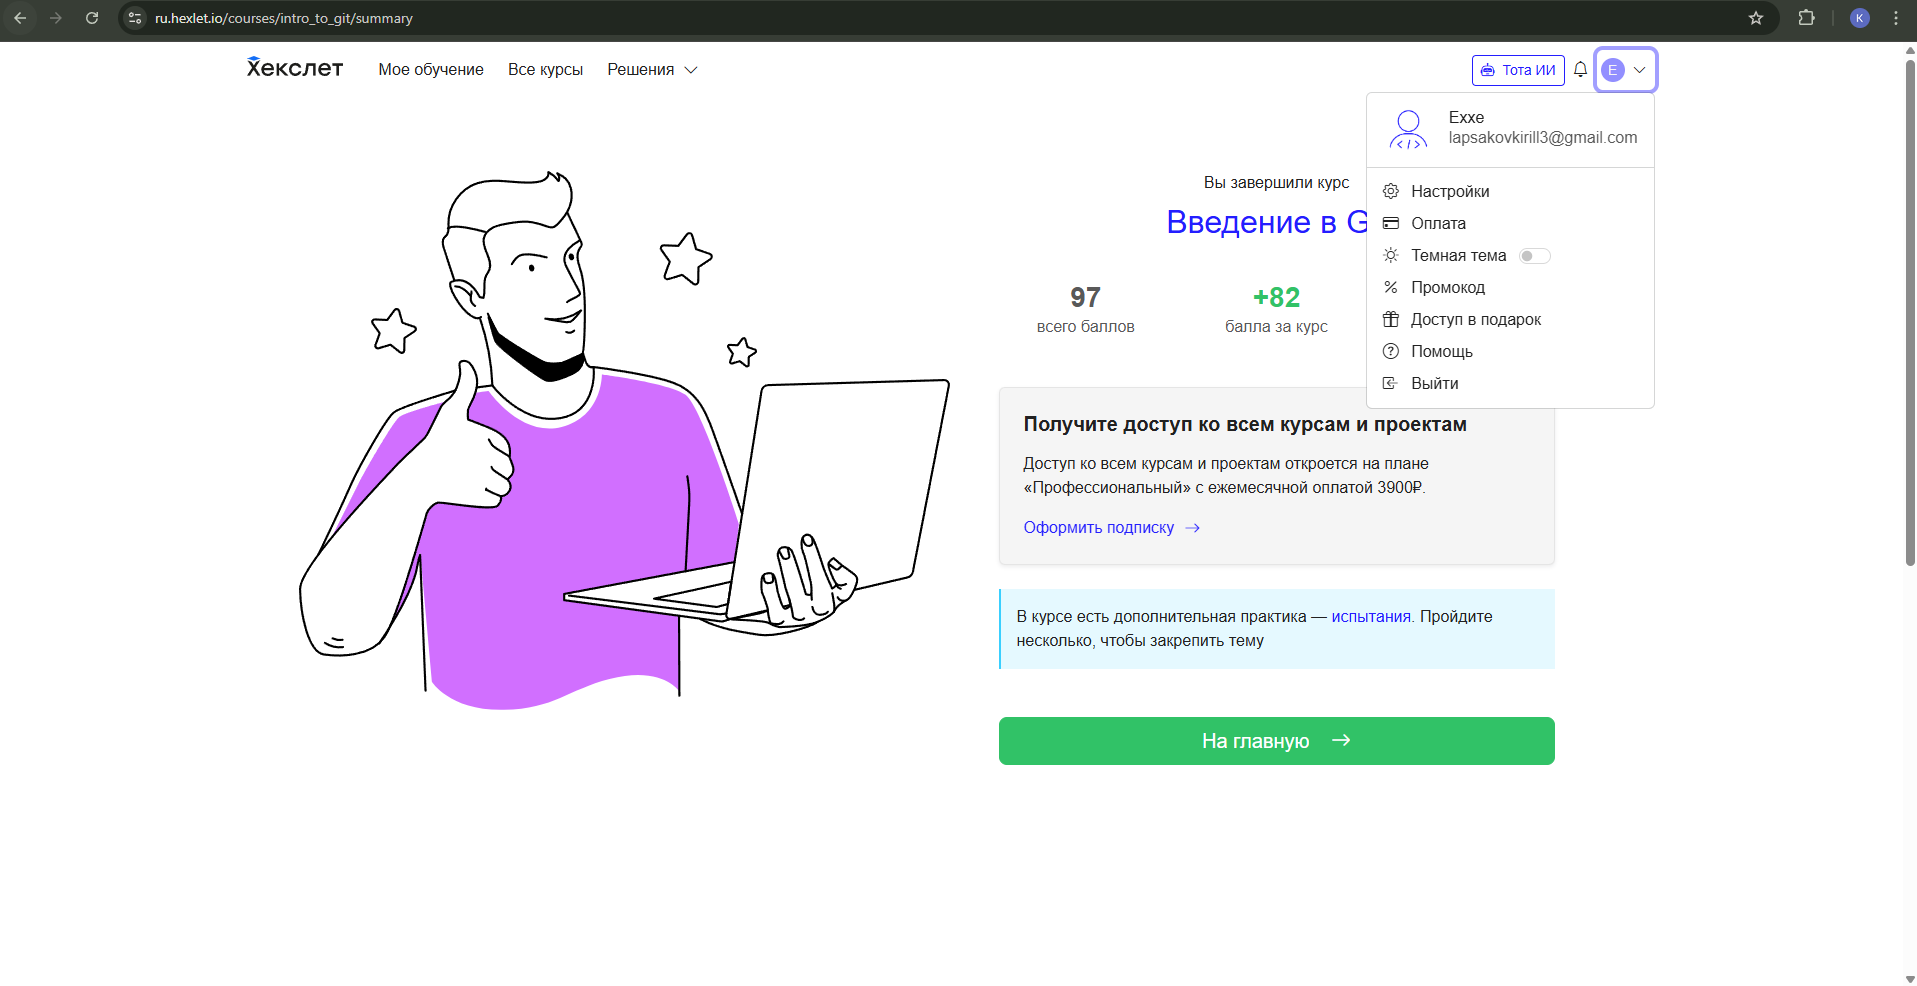 ru.hexlet.io/courses/intro_to_git/summary
K
Хекслет
Мое обучение
Все курсы
Решения
Тота ИИ
E
Exxe
lapsakovkirill3@gmail.com
Настройки
Оплата
Темная тема
Промокод
Доступ в подарок
Помощь
Выйти
Вы завершили курс
Введение в G
97
всего баллов
+82
балла за курс
Получите доступ ко всем курсам и проектам
Доступ ко всем курсам и проектам откроется на плане
«Профессиональный» с ежемесячной оплатой 3900₽.
Оформить подписку →
В курсе есть дополнительная практика — испытания. Пройдите
несколько, чтобы закрепить тему
На главную →